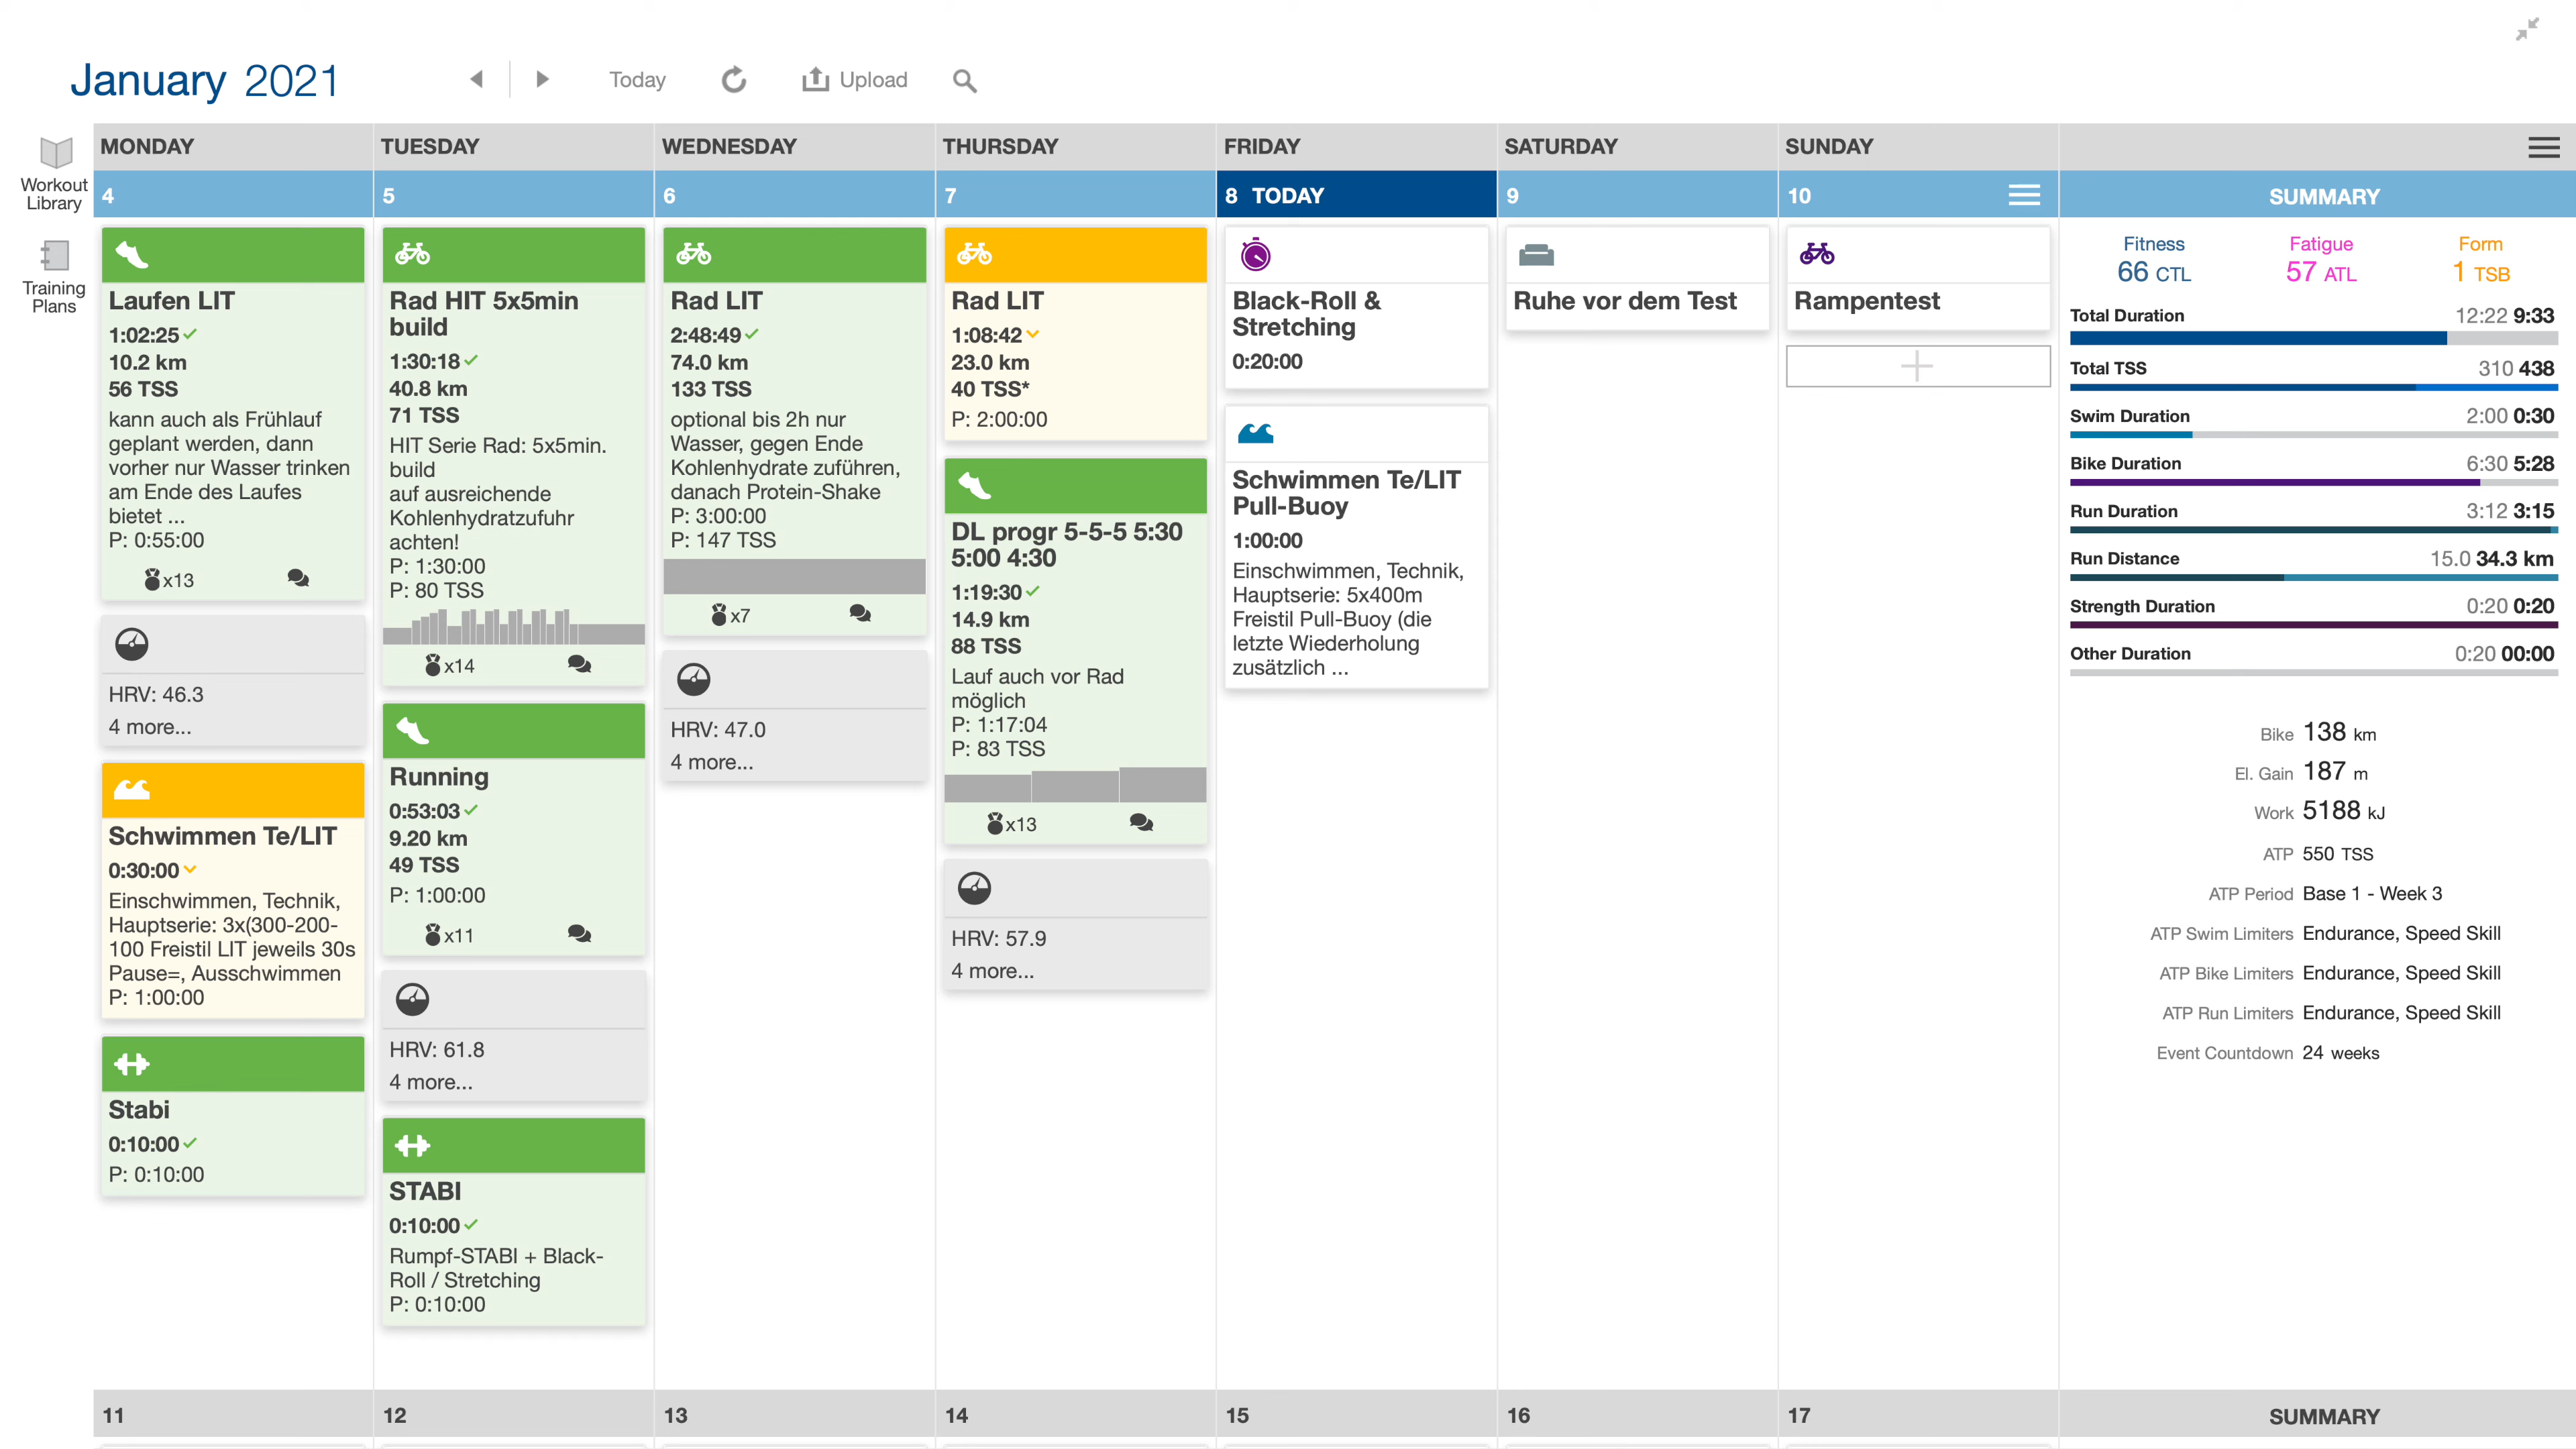 January 2021
Today
Upload
Workout
Library
Training
Plans
MONDAY
TUESDAY
WEDNESDAY
THURSDAY
FRIDAY
SATURDAY
SUNDAY
4
5
6
7
8 TODAY
9
10
SUMMARY
Laufen LIT
1:02:25
10.2 km
56 TSS
kann auch als Frühlauf
geplant werden, dann
vorher nur Wasser trinken
am Ende des Laufes
bietet ...
P: 0:55:00
x13
HRV: 46.3
4 more...
Schwimmen Te/LIT
0:30:00
Einschwimmen, Technik,
Hauptserie: 3x(300-200-
100 Freistil LIT jeweils 30s
Pause=, Ausschwimmen
P: 1:00:00
Stabi
0:10:00
P: 0:10:00
Rad HIT 5x5min
build
1:30:18
40.8 km
71 TSS
HIT Serie Rad: 5x5min.
build
auf ausreichende
Kohlenhydratzufuhr
achten!
P: 1:30:00
P: 80 TSS
x14
Running
0:53:03
9.20 km
49 TSS
P: 1:00:00
x11
HRV: 61.8
4 more...
STABI
0:10:00
Rumpf-STABI + Black-
Roll / Stretching
P: 0:10:00
Rad LIT
2:48:49
74.0 km
133 TSS
optional bis 2h nur
Wasser, gegen Ende
Kohlenhydrate zuführen,
danach Protein-Shake
P: 3:00:00
P: 147 TSS
x7
HRV: 47.0
4 more...
Rad LIT
1:08:42
23.0 km
40 TSS*
P: 2:00:00
DL progr 5-5-5 5:30
5:00 4:30
1:19:30
14.9 km
88 TSS
Lauf auch vor Rad
möglich
P: 1:17:04
P: 83 TSS
x13
HRV: 57.9
4 more...
Black-Roll &
Stretching
0:20:00
Schwimmen Te/LIT
Pull-Buoy
1:00:00
Einschwimmen, Technik,
Hauptserie: 5x400m
Freistil Pull-Buoy (die
letzte Wiederholung
zusätzlich ...
Ruhe vor dem Test
Rampentest
Fitness
66 CTL
Fatigue
57 ATL
Form
1 TSB
Total Duration 12:22 9:33
Total TSS 310 438
Swim Duration 2:00 0:30
Bike Duration 6:30 5:28
Run Duration 3:12 3:15
Run Distance 15.0 34.3 km
Strength Duration 0:20 0:20
Other Duration 0:20 00:00
Bike 138 km
El. Gain 187 m
Work 5188 kJ
ATP 550 TSS
ATP Period Base 1 - Week 3
ATP Swim Limiters Endurance, Speed Skill
ATP Bike Limiters Endurance, Speed Skill
ATP Run Limiters Endurance, Speed Skill
Event Countdown 24 weeks
11
12
13
14
15
16
17
SUMMARY